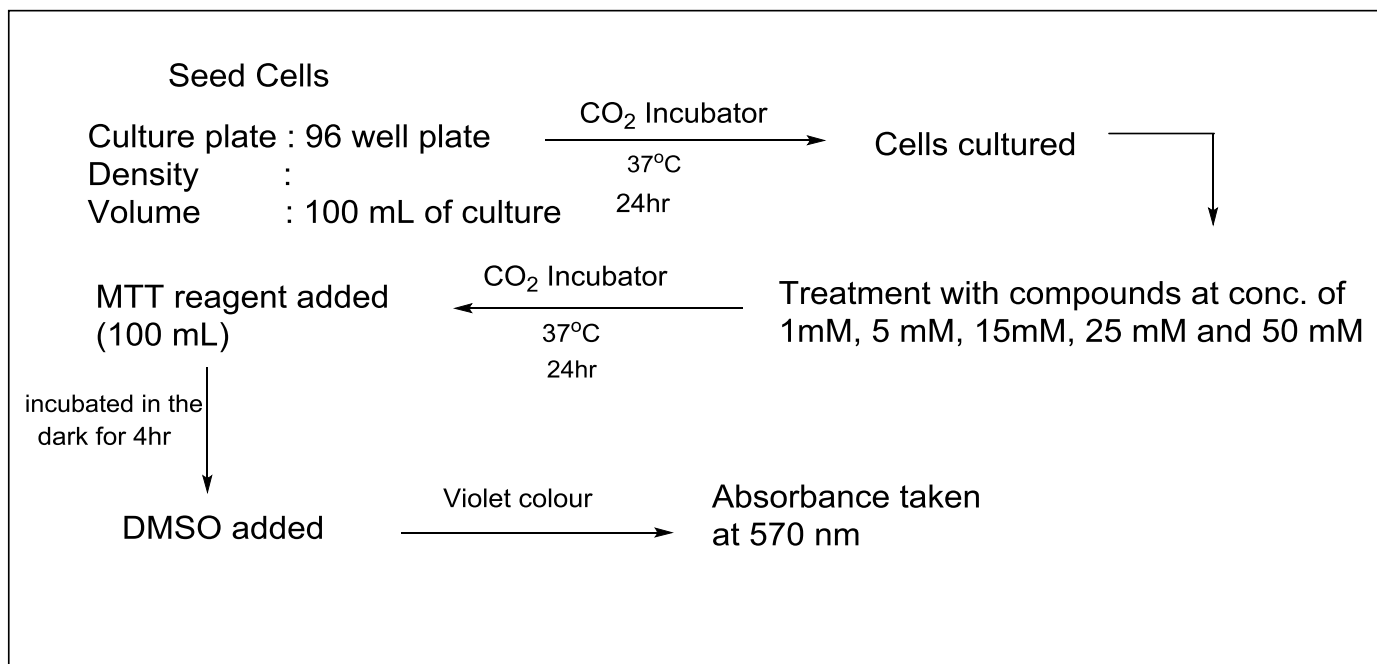 Seed Cells
Culture plate : 96 well plate
Density :
Volume : 100 mL of culture
CO₂ Incubator
37°C
24hr
Cells cultured
Treatment with compounds at conc. of
1mM, 5 mM, 15mM, 25 mM and 50 mM
CO₂ Incubator
37°C
24hr
MTT reagent added
(100 mL)
incubated in the
dark for 4hr
DMSO added
Violet colour
Absorbance taken
at 570 nm